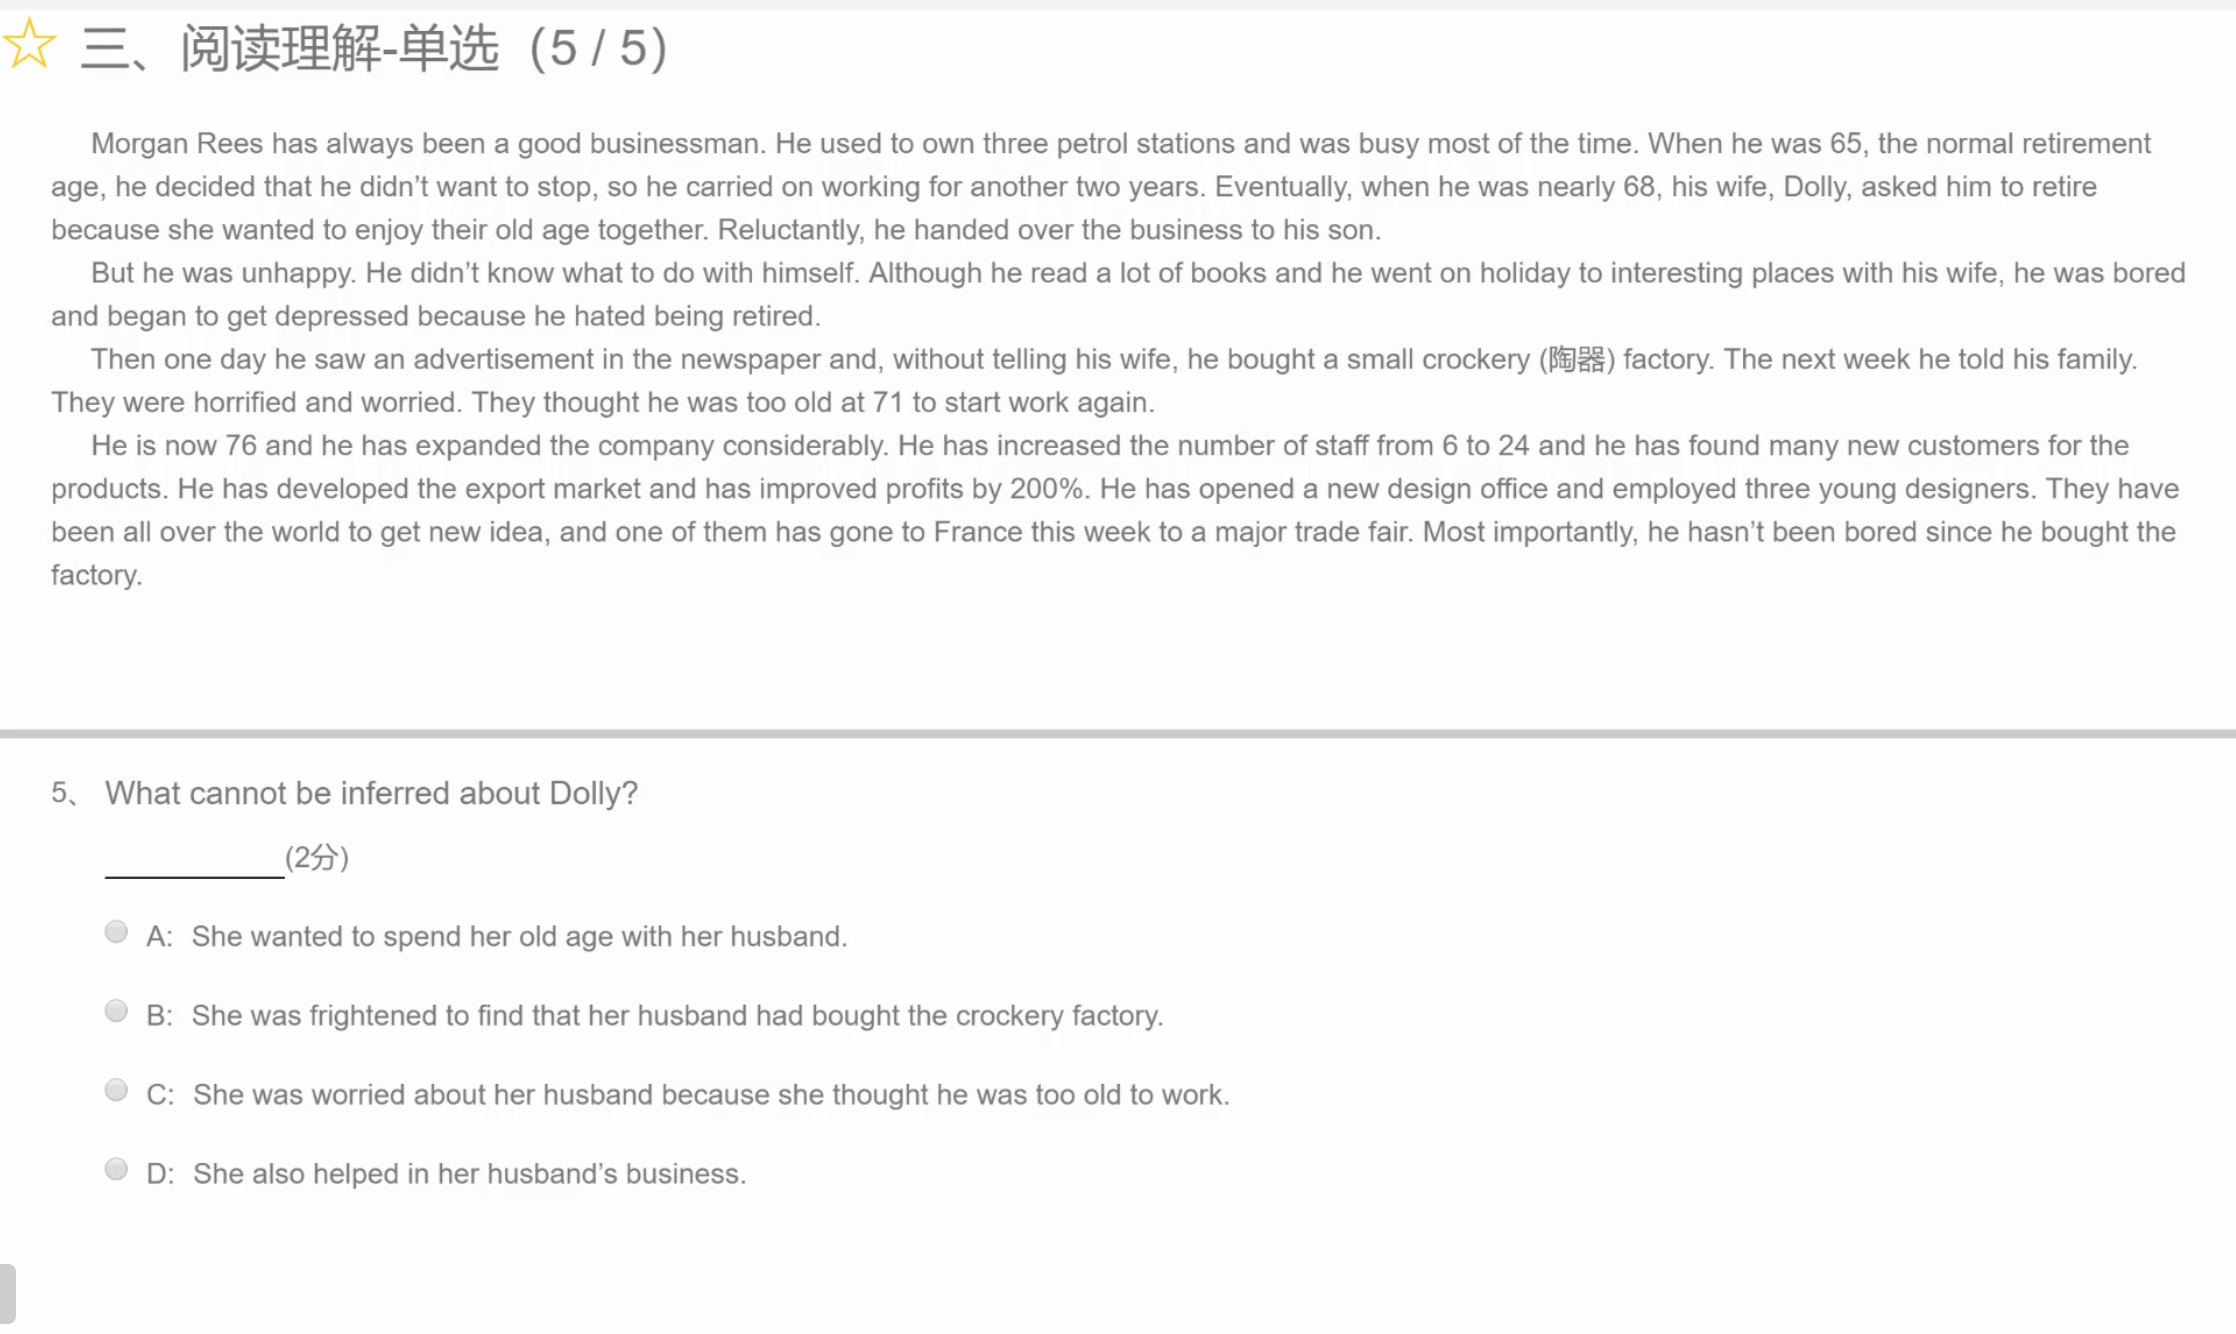 三、阅读理解-单选（5 / 5）
Morgan Rees has always been a good businessman. He used to own three petrol stations and was busy most of the time. When he was 65, the normal retirement
age, he decided that he didn’t want to stop, so he carried on working for another two years. Eventually, when he was nearly 68, his wife, Dolly, asked him to retire
because she wanted to enjoy their old age together. Reluctantly, he handed over the business to his son.
But he was unhappy. He didn’t know what to do with himself. Although he read a lot of books and he went on holiday to interesting places with his wife, he was bored
and began to get depressed because he hated being retired.
Then one day he saw an advertisement in the newspaper and, without telling his wife, he bought a small crockery (陶器) factory. The next week he told his family.
They were horrified and worried. They thought he was too old at 71 to start work again.
He is now 76 and he has expanded the company considerably. He has increased the number of staff from 6 to 24 and he has found many new customers for the
products. He has developed the export market and has improved profits by 200%. He has opened a new design office and employed three young designers. They have
been all over the world to get new idea, and one of them has gone to France this week to a major trade fair. Most importantly, he hasn’t been bored since he bought the
factory.
5、 What cannot be inferred about Dolly?
___________(2分)
A: She wanted to spend her old age with her husband.
B: She was frightened to find that her husband had bought the crockery factory.
C: She was worried about her husband because she thought he was too old to work.
D: She also helped in her husband’s business.